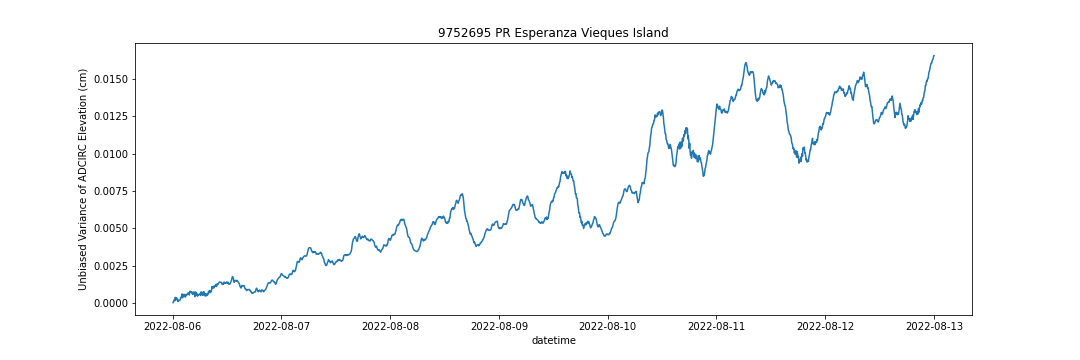 9752695 PR Esperanza Vieques Island
Unbiased Variance of ADCIRC Elevation (cm)
0.0150
0.0125
0.0100
0.0075
0.0050
0.0025
0.0000
2022-08-06 2022-08-07 2022-08-08 2022-08-09 2022-08-10 2022-08-11 2022-08-12 2022-08-13
datetime